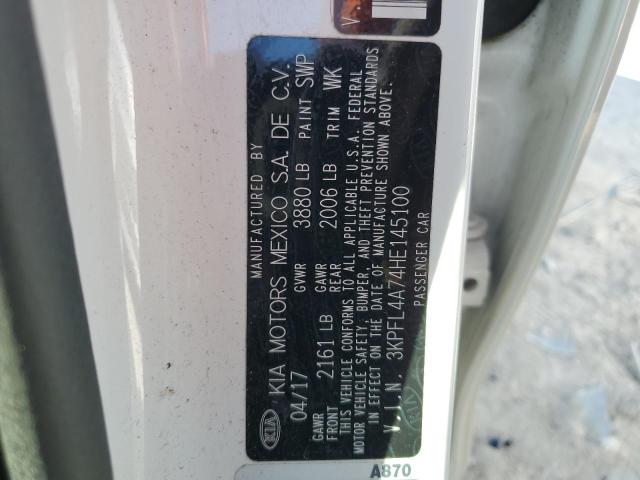 MANUFACTURED BY
KIA KIA MOTORS MEXICO S.A. DE C.V.
04/17 GVWR 3880 LB PAINT SWP
GAWR FRONT 2161 LB GAWR REAR 2006 LB TRIM WK
THIS VEHICLE CONFORMS TO ALL APPLICABLE U.S.A. FEDERAL
MOTOR VEHICLE SAFETY, BUMPER, AND THEFT PREVENTION STANDARDS
IN EFFECT ON THE DATE OF MANUFACTURE SHOWN ABOVE.
V.I.N. 3KPFL4A74HE145100
PASSENGER CAR
A870
V